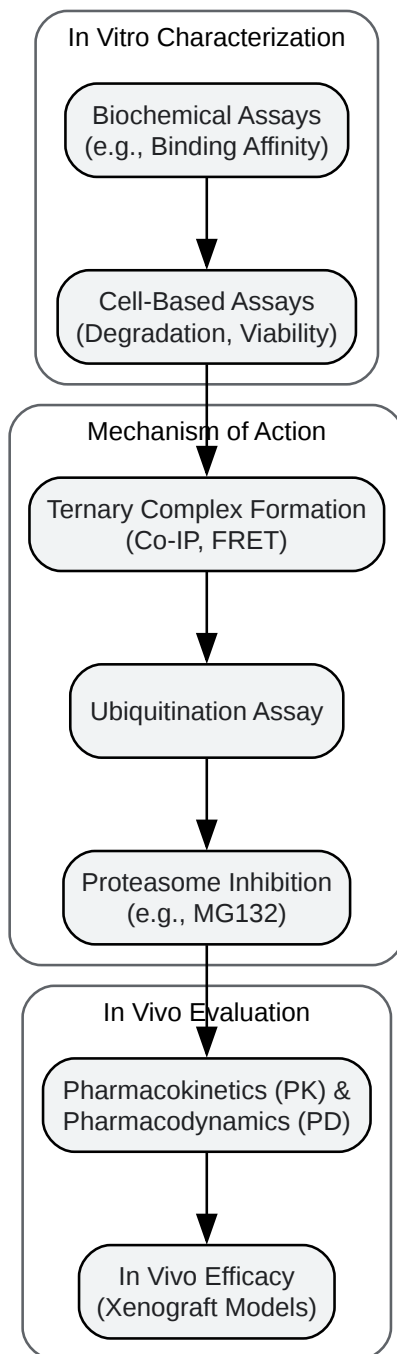 In Vitro Characterization
Biochemical Assays
(e.g., Binding Affinity)
Cell-Based Assays
(Degradation, Viability)
Mechanism of Action
Ternary Complex Formation
(Co-IP, FRET)
Ubiquitination Assay
Proteasome Inhibition
(e.g., MG132)
In Vivo Evaluation
Pharmacokinetics (PK) &
Pharmacodynamics (PD)
In Vivo Efficacy
(Xenograft Models)